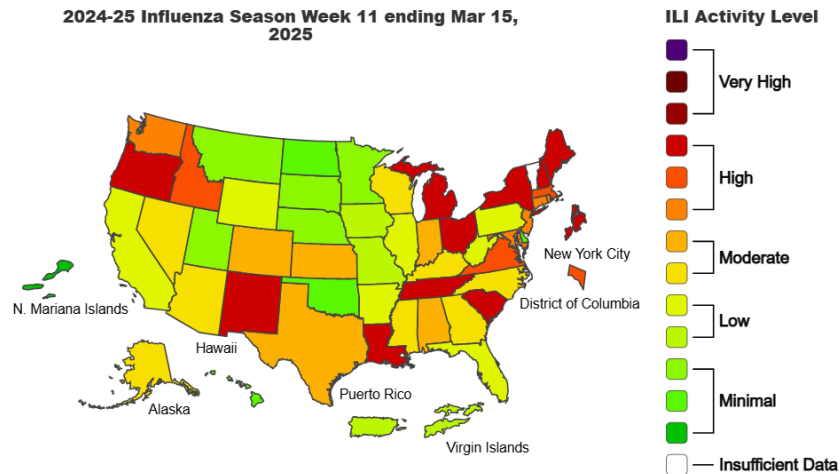 2024-25 Influenza Season Week 11 ending Mar 15,
2025
ILI Activity Level
Very High
High
Moderate
Low
Minimal
Insufficient Data
New York City
District of Columbia
N. Mariana Islands
Hawaii
Alaska
Puerto Rico
Virgin Islands